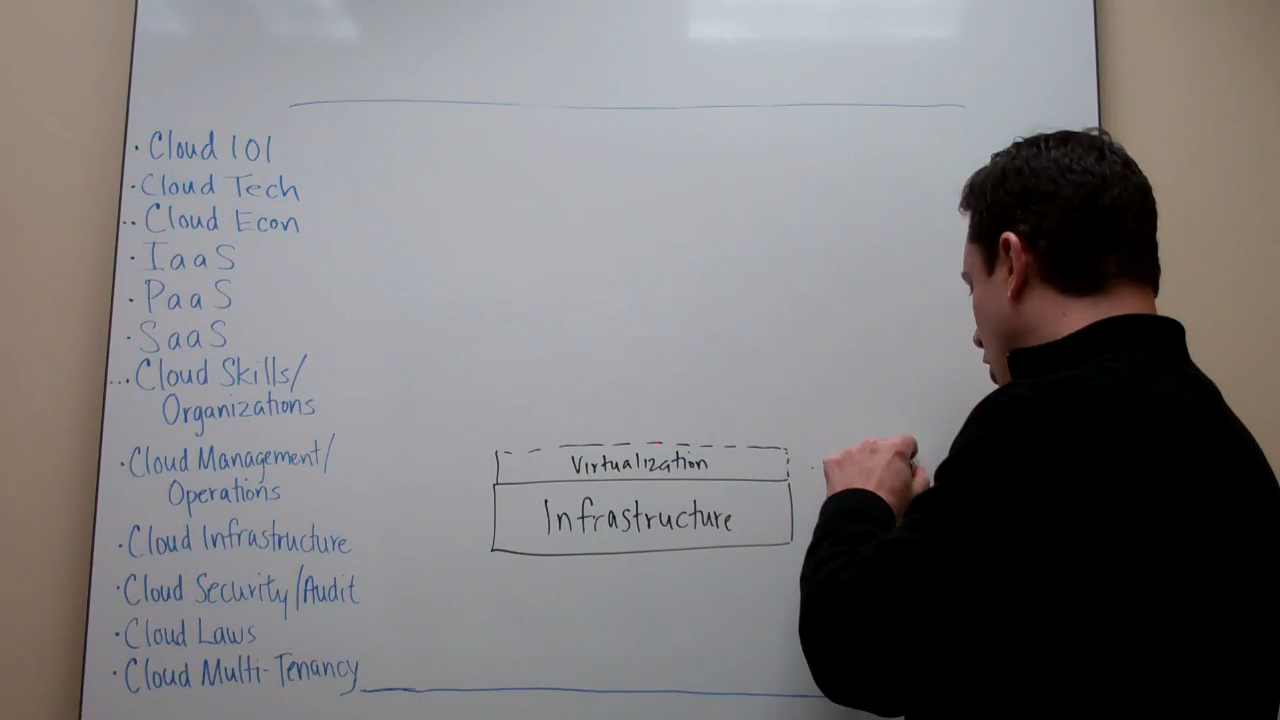 · Cloud 101
· Cloud Tech
.. Cloud Econ
· IaaS
· PaaS
· SaaS
... Cloud Skills/
Organizations
· Cloud Management/
Operations
· Cloud Infrastructure
· Cloud Security/Audit
· Cloud Laws
· Cloud Multi-Tenancy
Virtualization
Infrastructure